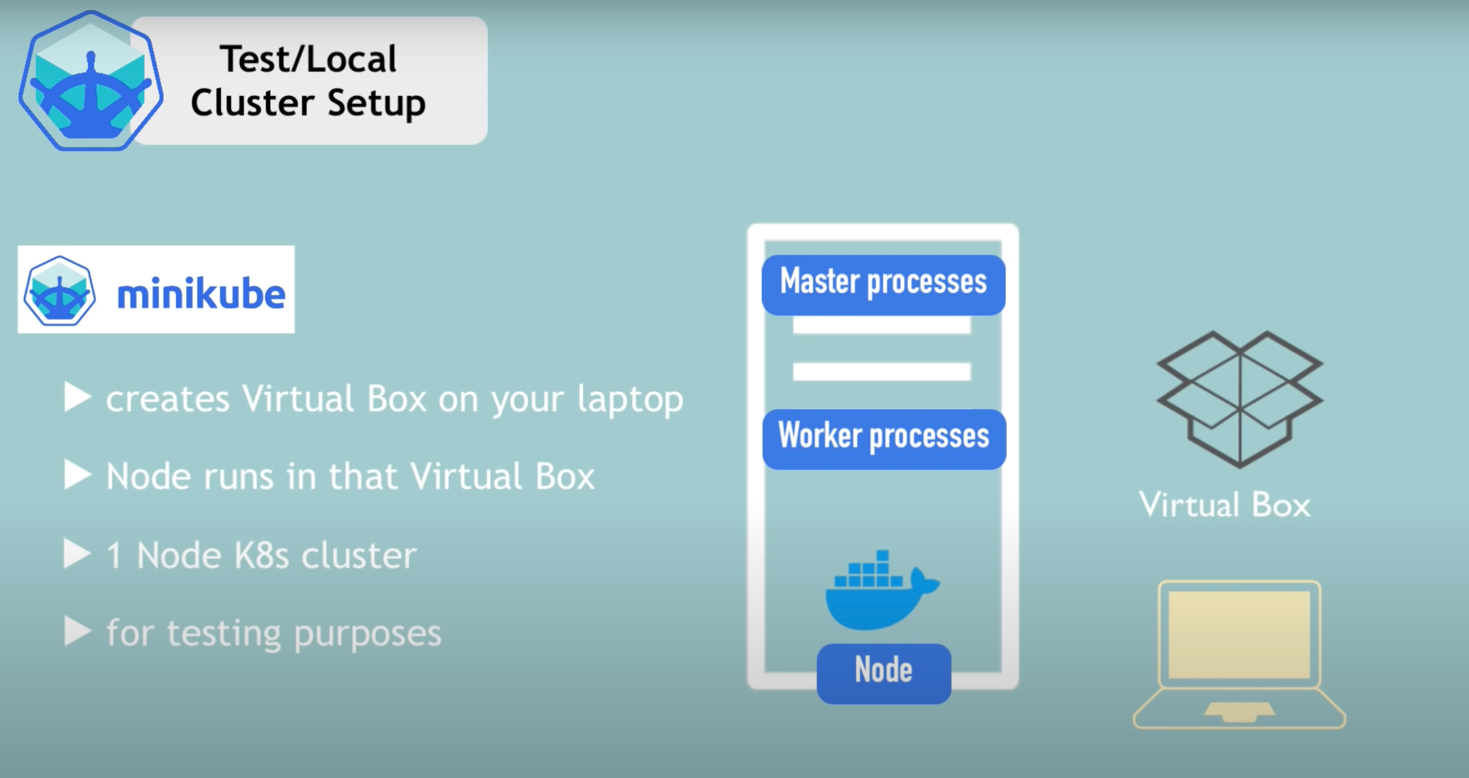 Test/Local
Cluster Setup
minikube
creates Virtual Box on your laptop
Node runs in that Virtual Box
1 Node K8s cluster
for testing purposes
Master processes
Worker processes
Node
Virtual Box